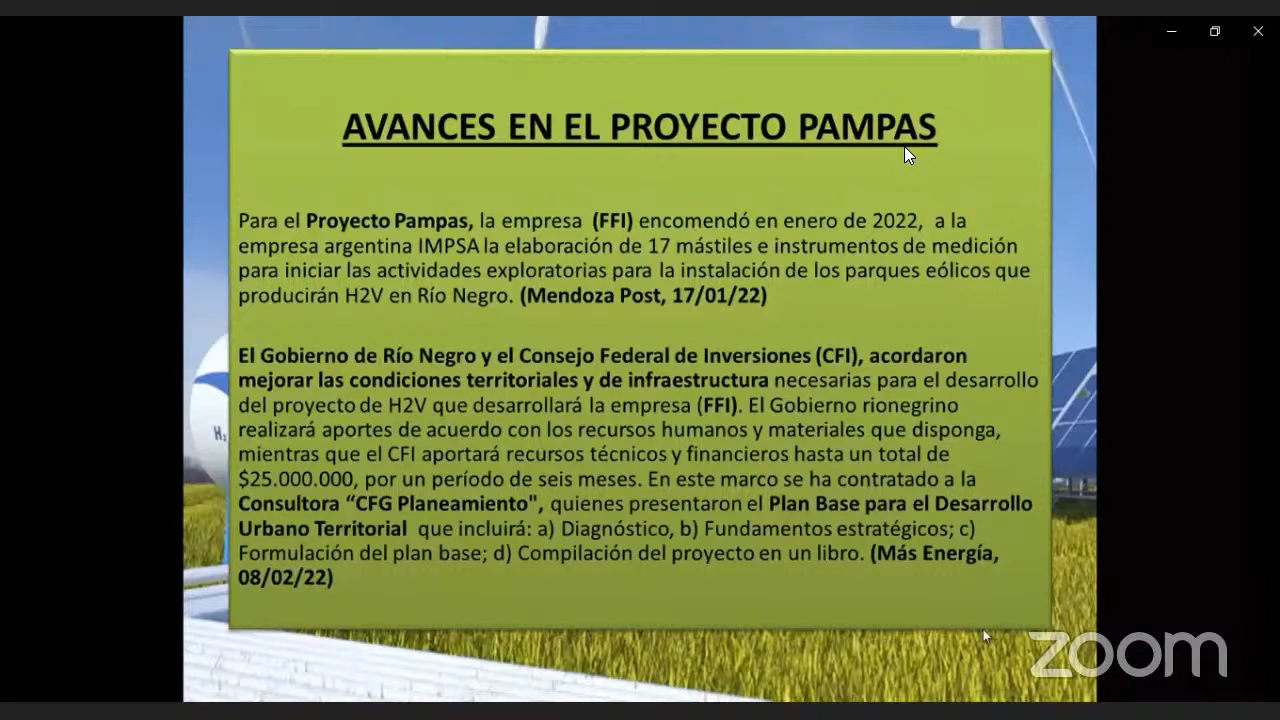 AVANCES EN EL PROYECTO PAMPAS
Para el Proyecto Pampas, la empresa (FFI) encomendó en enero de 2022, a la
empresa argentina IMPSA la elaboración de 17 mástiles e instrumentos de medición
para iniciar las actividades exploratorias para la instalación de los parques eólicos que
producirán H2V en Río Negro. (Mendoza Post, 17/01/22)
El Gobierno de Río Negro y el Consejo Federal de Inversiones (CFI), acordaron
mejorar las condiciones territoriales y de infraestructura necesarias para el desarrollo
del proyecto de H2V que desarrollará la empresa (FFI). El Gobierno rionegrino
realizará aportes de acuerdo con los recursos humanos y materiales que disponga,
mientras que el CFI aportará recursos técnicos y financieros hasta un total de
$25.000.000, por un período de seis meses. En este marco se ha contratado a la
Consultora “CFG Planeamiento", quienes presentaron el Plan Base para el Desarrollo
Urbano Territorial que incluirá: a) Diagnóstico, b) Fundamentos estratégicos; c)
Formulación del plan base; d) Compilación del proyecto en un libro. (Más Energía,
08/02/22)
H₂
zoom